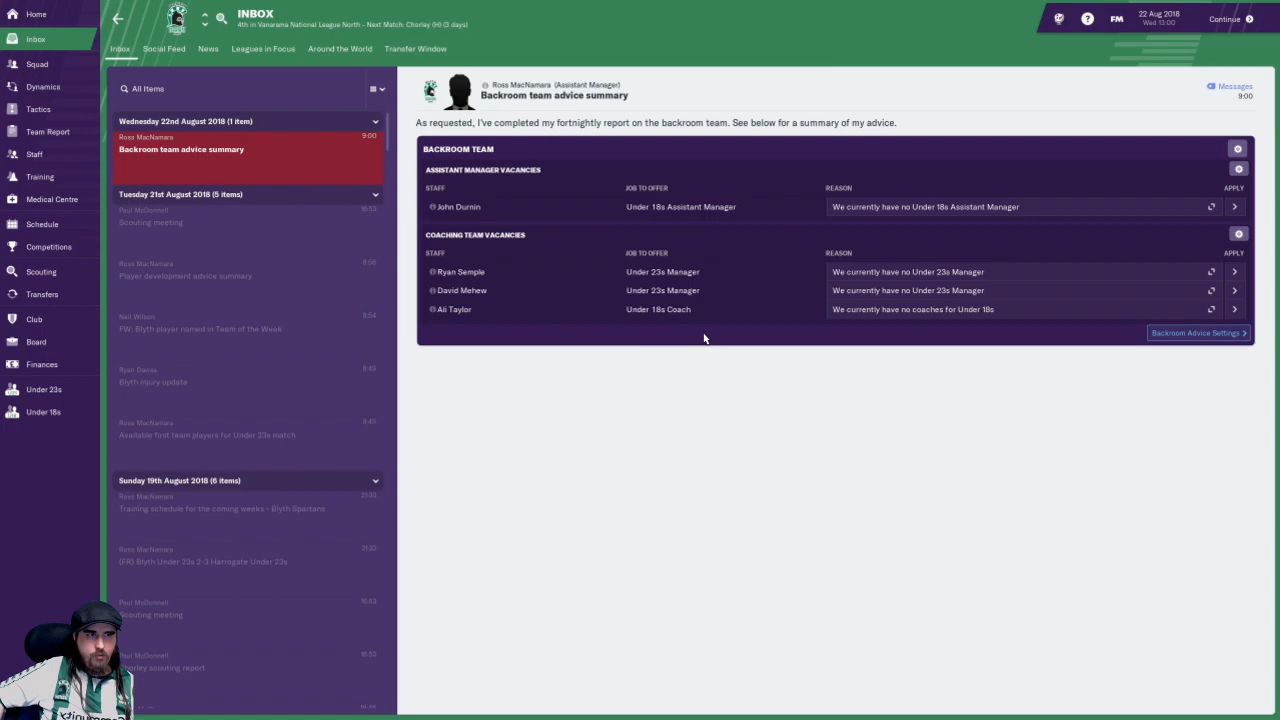 Home
Inbox
Squad
Dynamics
Tactics
Team Report
Staff
Training
Medical Centre
Schedule
Competitions
Scouting
Transfers
Club
Board
Finances
Under 23s
Under 18s
INBOX
4th in Vanarama National League North - Next Match: Chorley (H) (3 days)
FM
22 Aug 2018
Wed 13:00
Continue
Inbox
Social Feed
News
Leagues in Focus
Around the World
Transfer Window
All Items
Wednesday 22nd August 2018 (1 item)
Ross MacNamara 9:00
Backroom team advice summary
Tuesday 21st August 2018 (5 items)
Paul McDonnell
Scouting meeting
Ross MacNamara 8:56
Player development advice summary
Neil Wilson 8:54
FW: Blyth player named in Team of the Week
Ryan Davies
Blyth injury update
Ross MacNamara 8:45
Available first team players for Under 23s match
Sunday 19th August 2018 (6 items)
Ross MacNamara
Training schedule for the coming weeks - Blyth Spartans
Ross MacNamara
(FR) Blyth Under 23s 2-3 Harrogate Under 23s
Paul McDonnell
Scouting meeting
Paul McDonnell
Chorley scouting report
Ross MacNamara (Assistant Manager)
Backroom team advice summary
Messages
9:00
As requested, I've completed my fortnightly report on the backroom team. See below for a summary of my advice.
BACKROOM TEAM
ASSISTANT MANAGER VACANCIES
STAFF JOB TO OFFER REASON APPLY
John Durnin Under 18s Assistant Manager We currently have no Under 18s Assistant Manager
COACHING TEAM VACANCIES
STAFF JOB TO OFFER REASON APPLY
Ryan Semple Under 23s Manager We currently have no Under 23s Manager
David Mehew Under 23s Manager We currently have no Under 23s Manager
Ali Taylor Under 18s Coach We currently have no coaches for Under 18s
Backroom Advice Settings